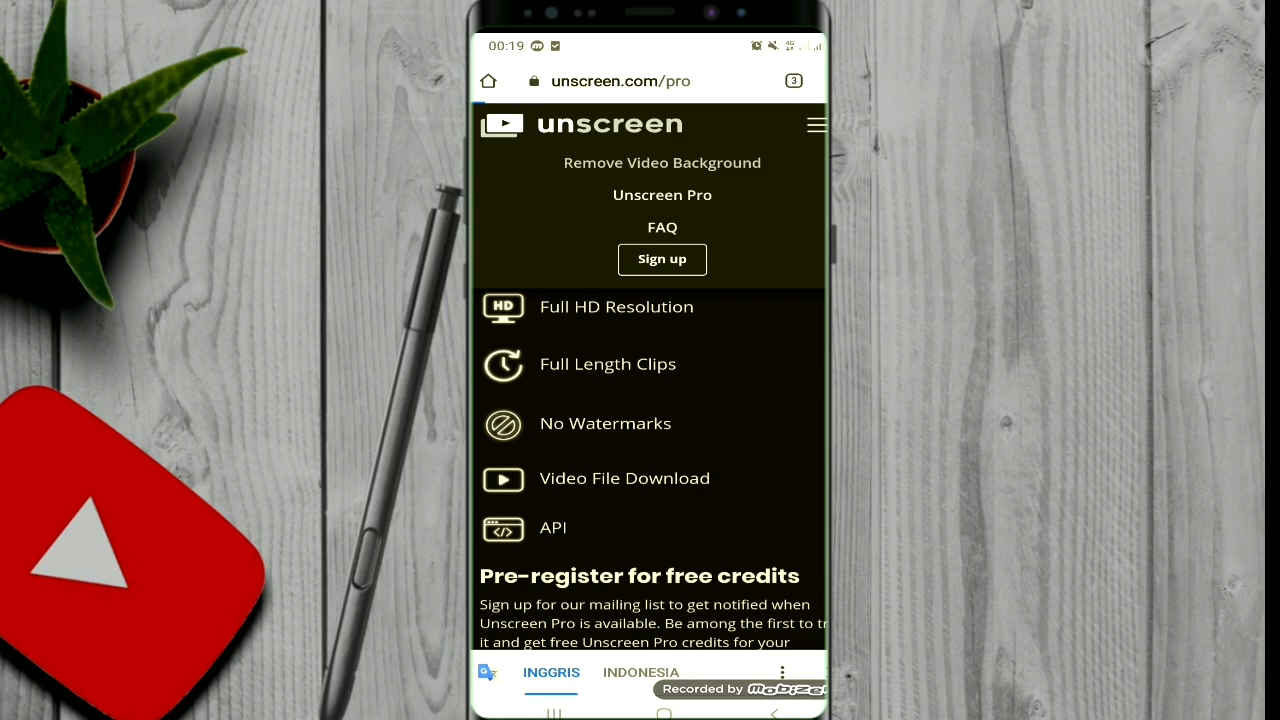 00:19
unscreen.com/pro
3
unscreen
Remove Video Background
Unscreen Pro
FAQ
Sign up
HD Full HD Resolution
Full Length Clips
No Watermarks
Video File Download
</> API
Pre-register for free credits
Sign up for our mailing list to get notified when
Unscreen Pro is available. Be among the first to tr
it and get free Unscreen Pro credits for your
G INGGRIS INDONESIA
Recorded by mobizen